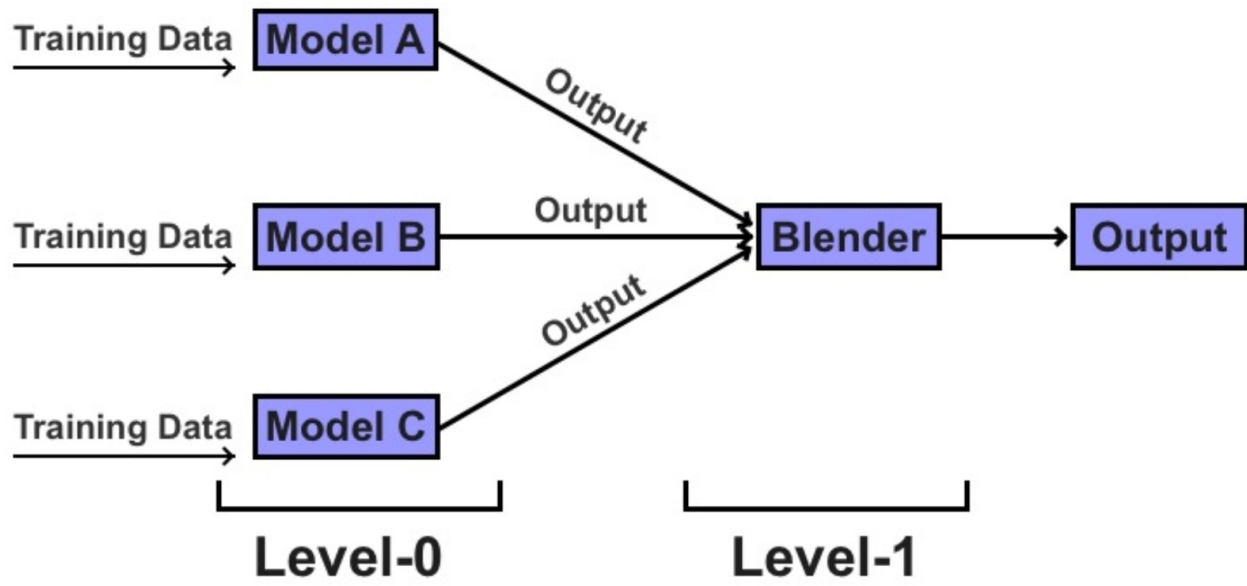 Training Data
Model A
Output
Training Data
Model B
Output
Blender
Output
Output
Training Data
Model C
Level-0
Level-1